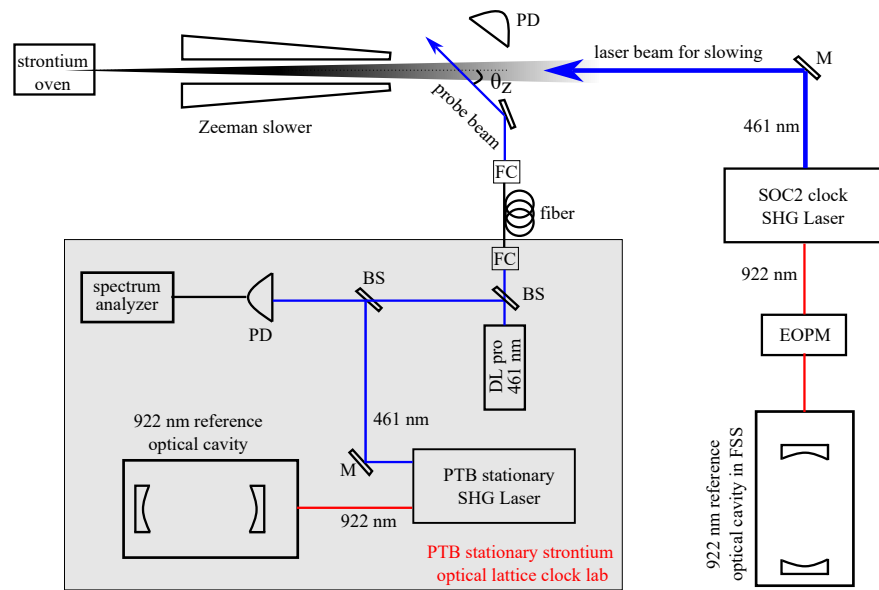 PD
strontium
oven
laser beam for slowing
M
θZ
probe beam
Zeeman slower
461 nm
FC
SOC2 clock
SHG Laser
fiber
FC
922 nm
spectrum
analyzer
BS
BS
PD
EOPM
DL pro
461 nm
461 nm
922 nm reference
optical cavity
M
PTB stationary
SHG Laser
922 nm
922 nm reference
optical cavity in FSS
PTB stationary strontium
optical lattice clock lab